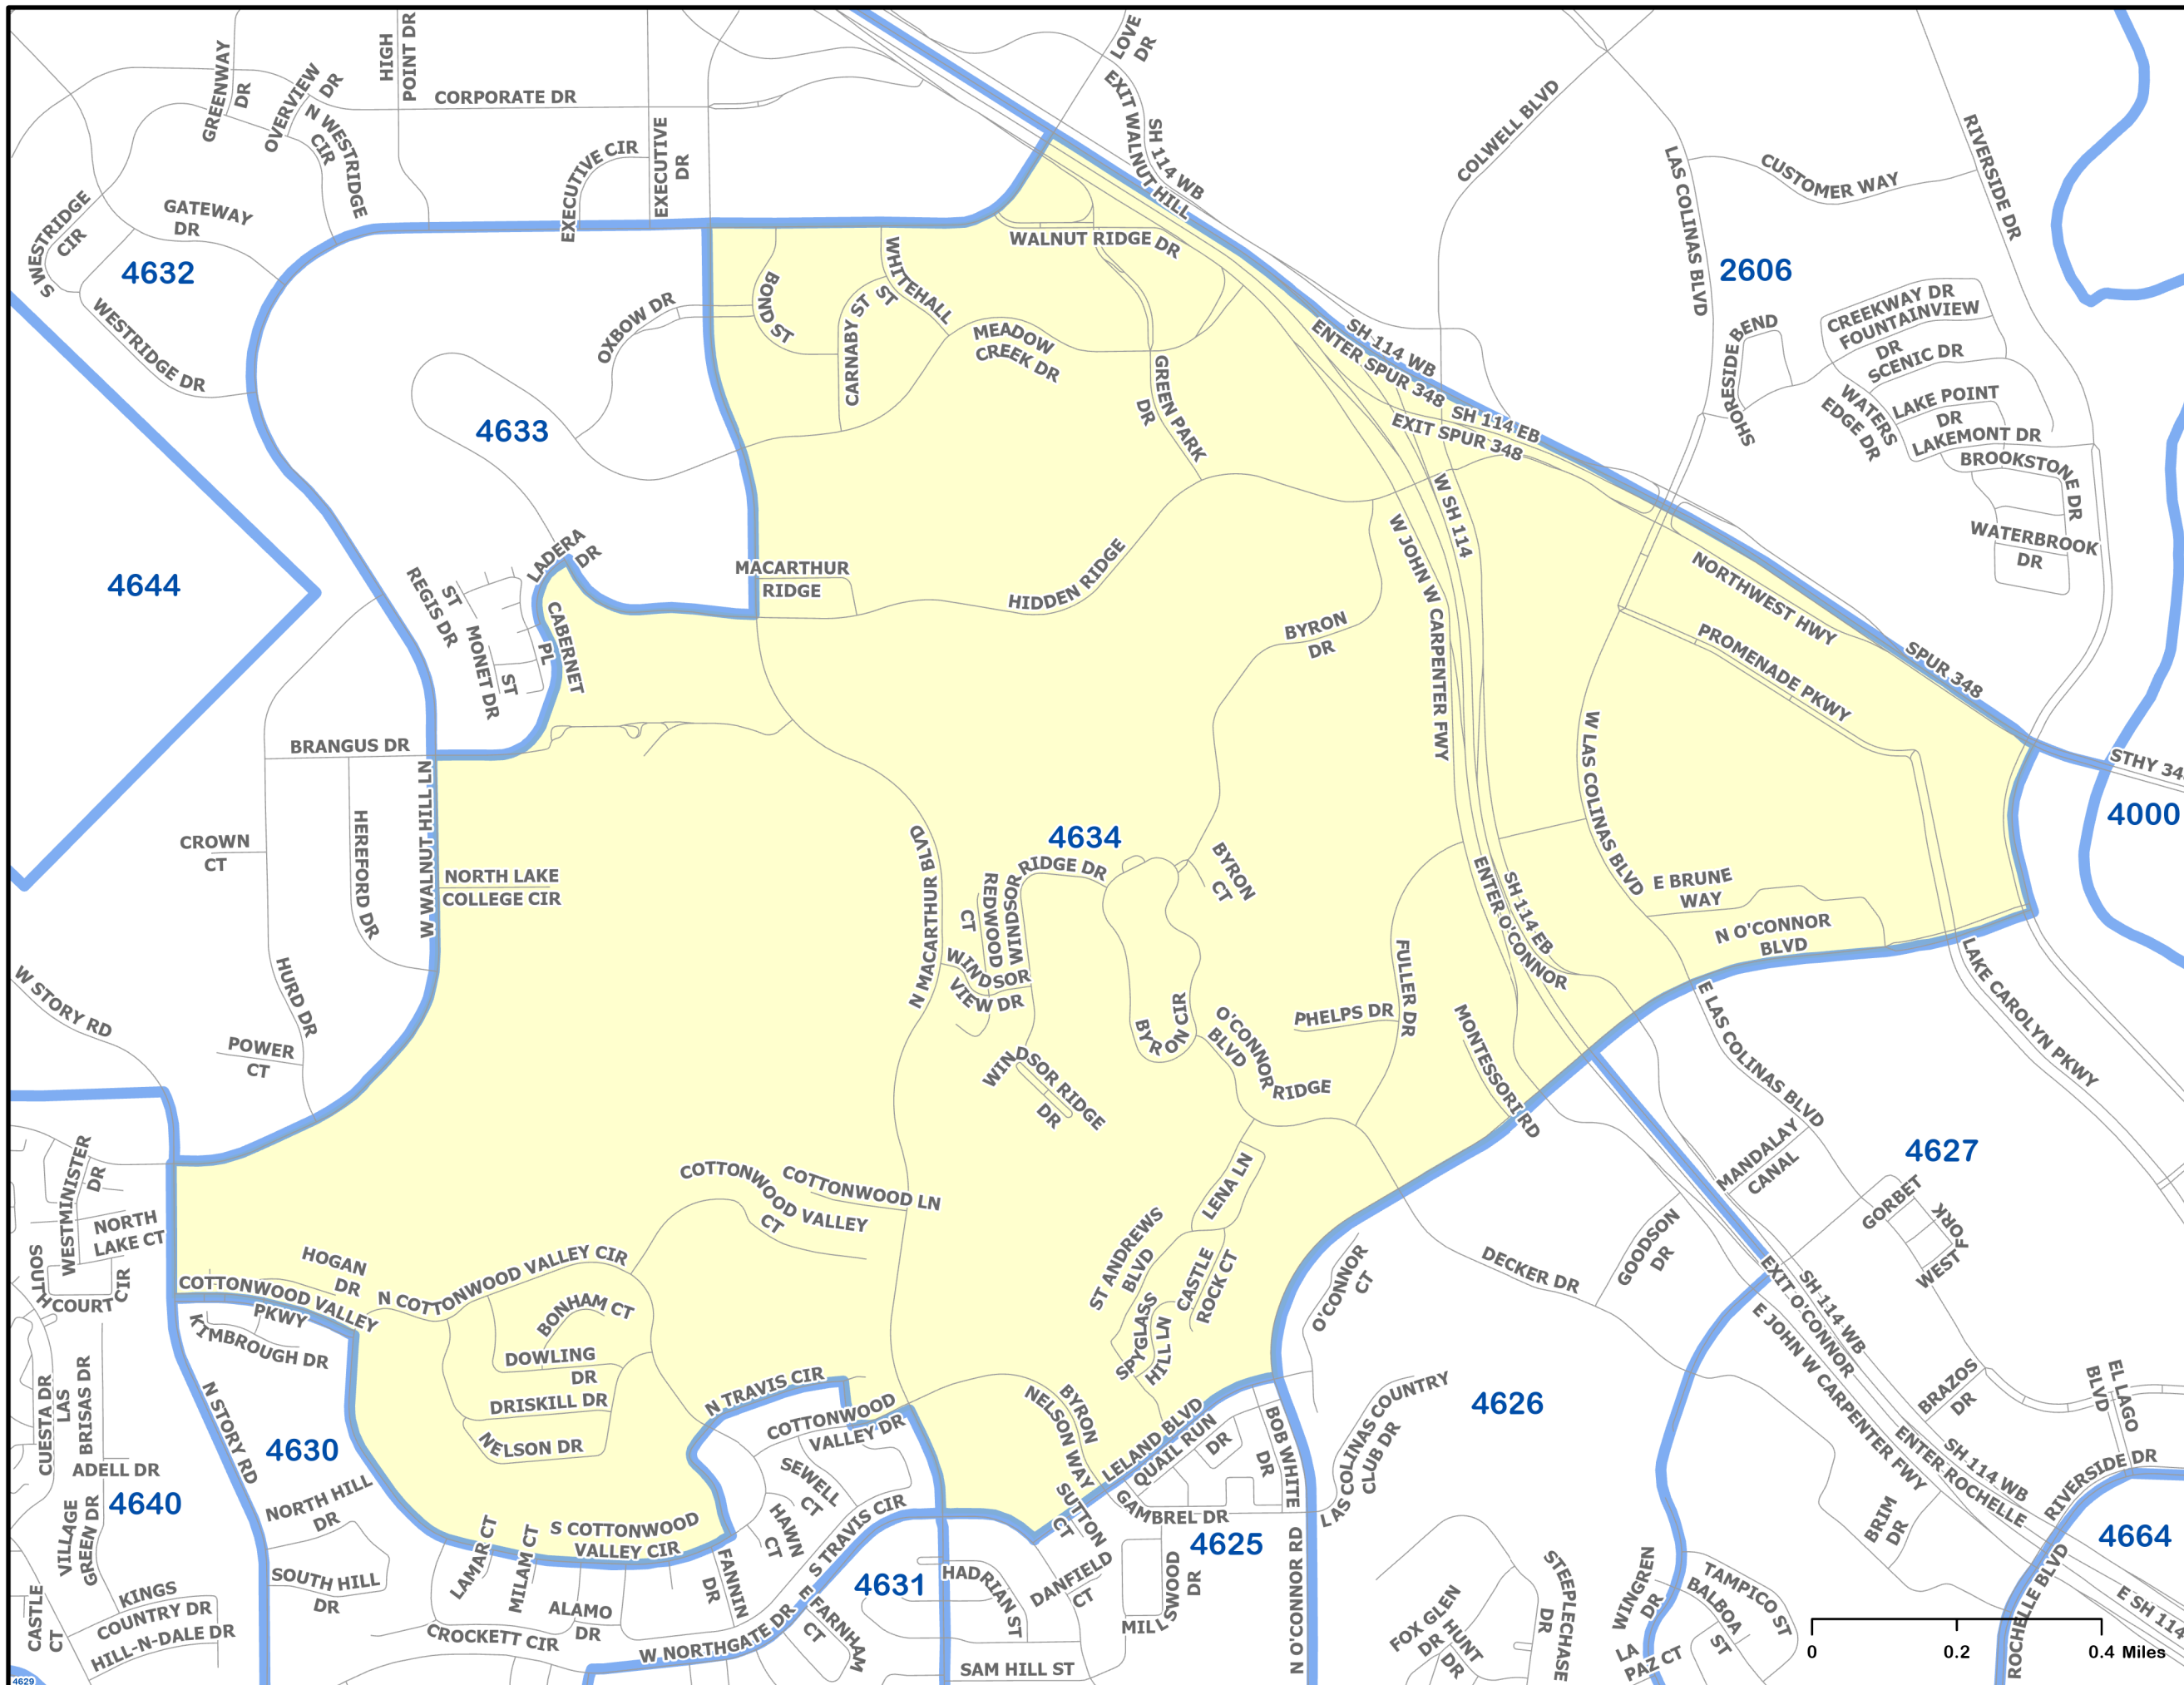 LOVE
DR
GREENWAY
DR
OVERVIEW
DR
HIGH
POINT DR
CORPORATE DR
N WESTRIDGE
CIR
EXECUTIVE CIR
EXECUTIVE
DR
EXIT WALNUT HILL
SH 114 WB
COLWELL BLVD
LAS COLINAS BLVD
CUSTOMER WAY
RIVERSIDE DR
S WESTRIDGE
CIR
GATEWAY
DR
4632
WESTRIDGE DR
WALNUT RIDGE DR
2606
BOND ST
WHITEHALL
ST
CARNABY ST
OXBOW DR
MEADOW
CREEK DR
GREEN PARK
DR
4633
SH 114 WB
ENTER SPUR 348
SH 114 EB
EXIT SPUR 348
SHORESIDE BEND
CREEKWAY DR
FOUNTAINVIEW
DR
SCENIC DR
WATERS
EDGE DR
LAKE POINT
DR
LAKEMONT DR
BROOKSTONE DR
WATERBROOK
DR
4644
LADERA
DR
REGIS DR
ST
MONET DR
ST
CABERNET
PL
MACARTHUR
RIDGE
HIDDEN RIDGE
BYRON
DR
W JOHN W CARPENTER FWY
W SH 114
NORTHWEST HWY
PROMENADE PKWY
SPUR 348
STHY 34
4000
BRANGUS DR
W WALNUT HILL LN
HEREFORD DR
CROWN
CT
NORTH LAKE
COLLEGE CIR
N MACARTHUR BLVD
4634
RIDGE DR
WINDSOR
REDWOOD
CT
WINDSOR
VIEW DR
BYRON
CT
BYRON CIR
W LAS COLINAS BLVD
E BRUNE
WAY
N O'CONNOR
BLVD
ENTER O'CONNOR
SH 114 EB
FULLER DR
PHELPS DR
O'CONNOR
BLVD
RIDGE
MONTESSORI RD
WINDSOR RIDGE
DR
W STORY RD
HURD DR
POWER
CT
E LAS COLINAS BLVD
LAKE CAROLYN PKWY
MANDALAY
CANAL
4627
GORBET
WEST FORK
WESTMINISTER
DR
NORTH
LAKE CT
SOUTH COURT
CIR
COTTONWOOD LN
COTTONWOOD VALLEY
CT
HOGAN
DR
COTTONWOOD VALLEY
PKWY
N COTTONWOOD VALLEY CIR
KIMBROUGH DR
BONHAM CT
DOWLING
DR
DRISKILL DR
NELSON DR
LENA LN
ST ANDREWS
BLVD
CASTLE
ROCK CT
SPYGLASS
HILL LN
O'CONNOR
CT
DECKER DR
GOODSON
DR
EXIT O'CONNOR
SH 114 WB
E JOHN W CARPENTER FWY
N STORY RD
LAS
BRISAS DR
CUESTA DR
ADELL DR
4640
VILLAGE
GREEN DR
CASTLE
CT
KINGS
COUNTRY DR
HILL-N-DALE DR
4629
4630
NORTH HILL
DR
SOUTH HILL
DR
N TRAVIS CIR
COTTONWOOD
VALLEY DR
SEWELL
CT
HAWN
CT
S TRAVIS CIR
S COTTONWOOD
VALLEY CIR
LAMAR CT
MILAM CT
ALAMO
DR
CROCKETT CIR
FANNIN
DR
W NORTHGATE DR
E FARNHAM
CT
4631
HADRIAN ST
SAM HILL ST
DANFIELD
CT
SUTTON
CT
BYRON
NELSON WAY
LELAND BLVD
QUAIL RUN
DR
GAMBREL DR
BOB WHITE
DR
4625
MILLSWOOD
DR
N O'CONNOR RD
LAS COLINAS COUNTRY
CLUB DR
4626
FOX GLEN
DR
HUNT
DR
STEEPLECHASE
DR
WINGREN
DR
LA
PAZ CT
TAMPICO ST
BALBOA
ST
BRIM
DR
BRAZOS
DR
ENTER ROCHELLE
SH 114 WB
EL LAGO
BLVD
RIVERSIDE DR
4664
ROCHELLE BLVD
E SH 114
0
0.2
0.4 Miles